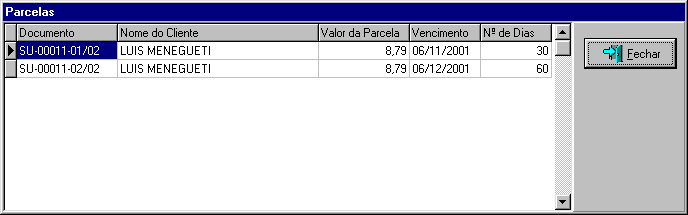 Parcelas
Documento Nome do Cliente Valor da Parcela Vencimento Nº de Dias
SU-00011-01/02 LUIS MENEGUETI 8,79 06/11/2001 30
SU-00011-02/02 LUIS MENEGUETI 8,79 06/12/2001 60
Fechar